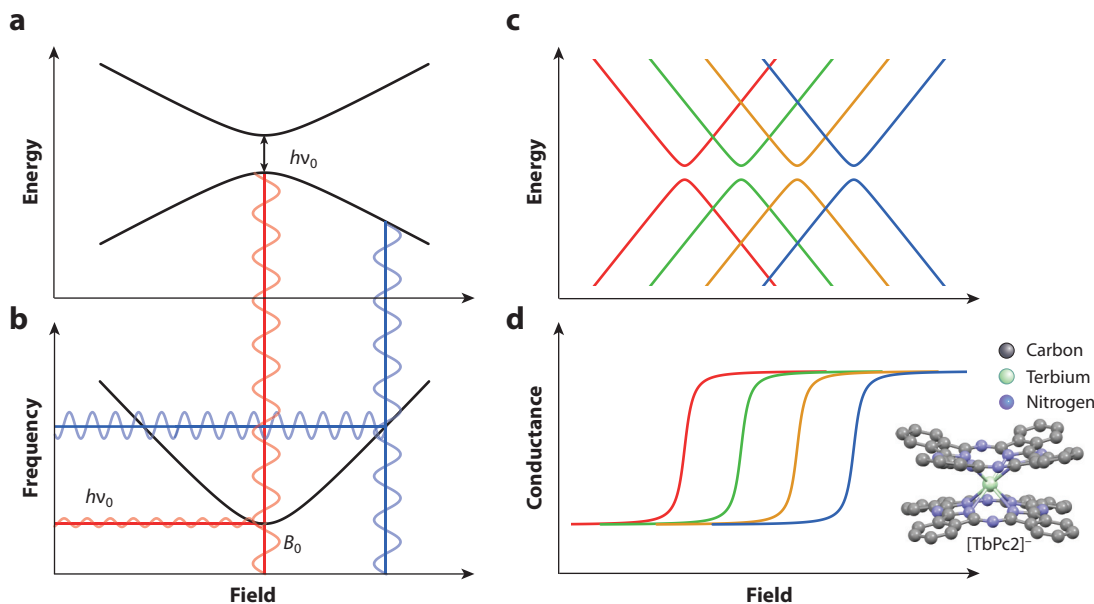 a
Energy
hν₀
b
Frequency
hν₀
B₀
Field
c
Energy
d
Conductance
Carbon
Terbium
Nitrogen
[TbPc2]⁻
Field